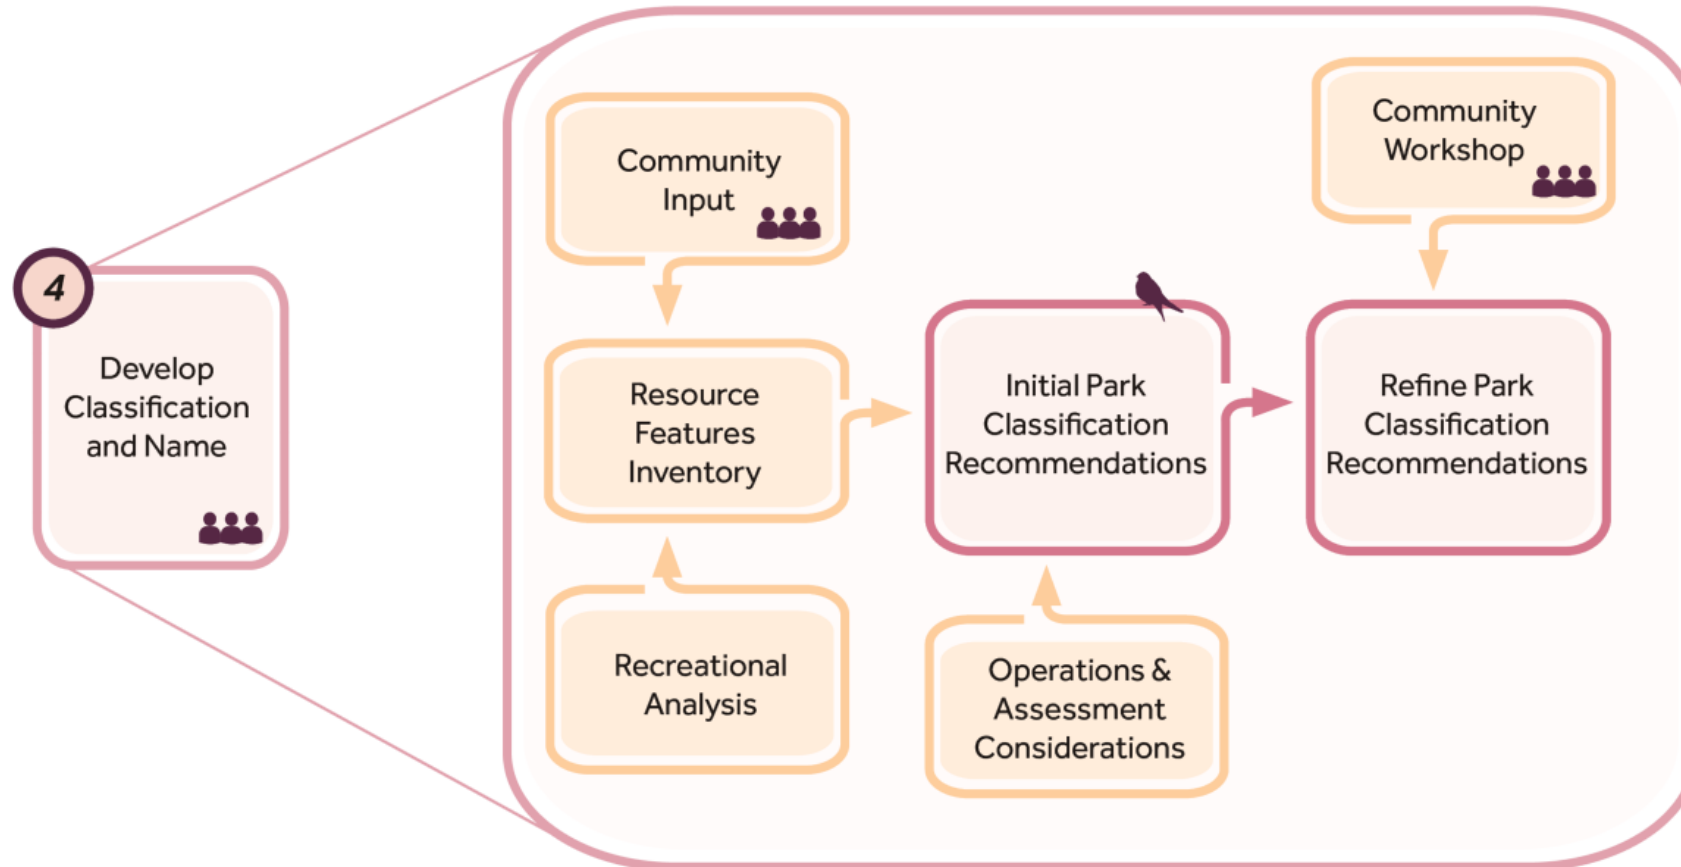 4
Develop
Classification
and Name
Community
Input
Resource
Features
Inventory
Recreational
Analysis
Initial Park
Classification
Recommendations
Operations &
Assessment
Considerations
Community
Workshop
Refine Park
Classification
Recommendations